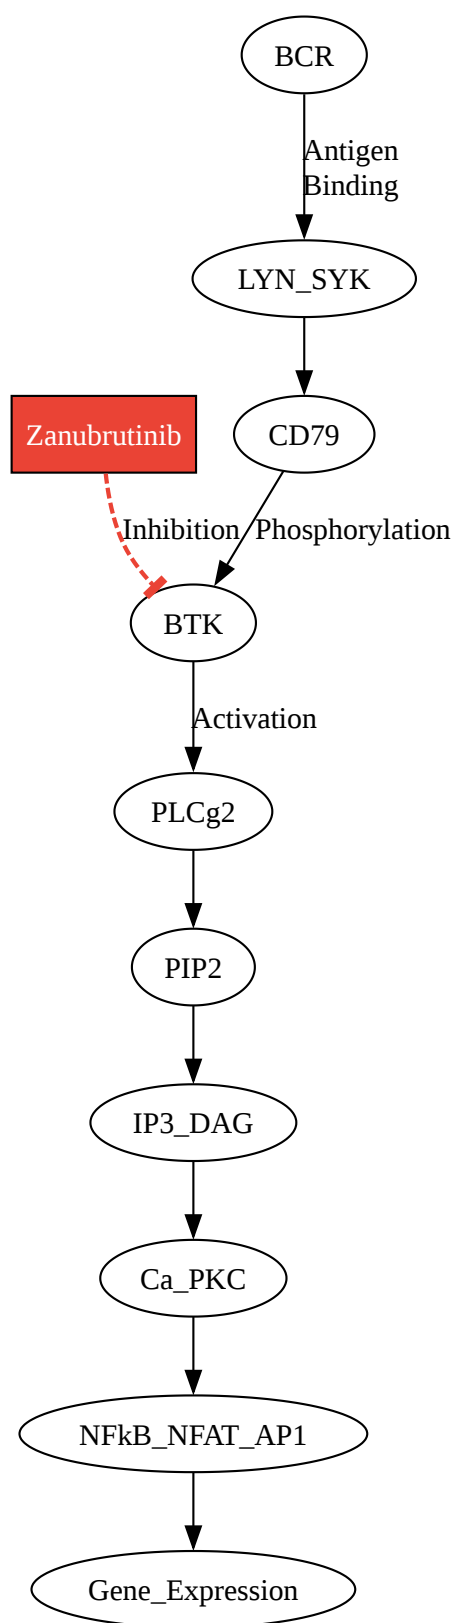 BCR
Antigen
Binding
LYN_SYK
Zanubrutinib
CD79
Inhibition
Phosphorylation
BTK
Activation
PLCg2
PIP2
IP3_DAG
Ca_PKC
NFkB_NFAT_AP1
Gene_Expression